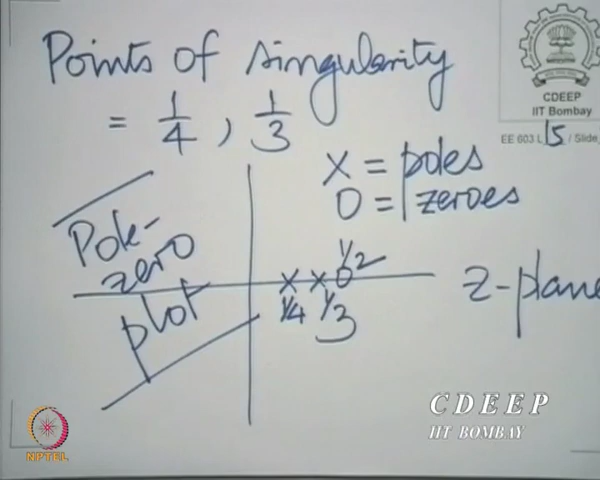 Points of singularity
= 1/4 , 1/3
X = poles
O = zeroes
Pole-
zero
plot
1/2
X X O
1/4 1/3
z-plane
CDEEP
IIT Bombay
EE 603 L 15 / Slide
CDEEP
IIT BOMBAY
NPTEL